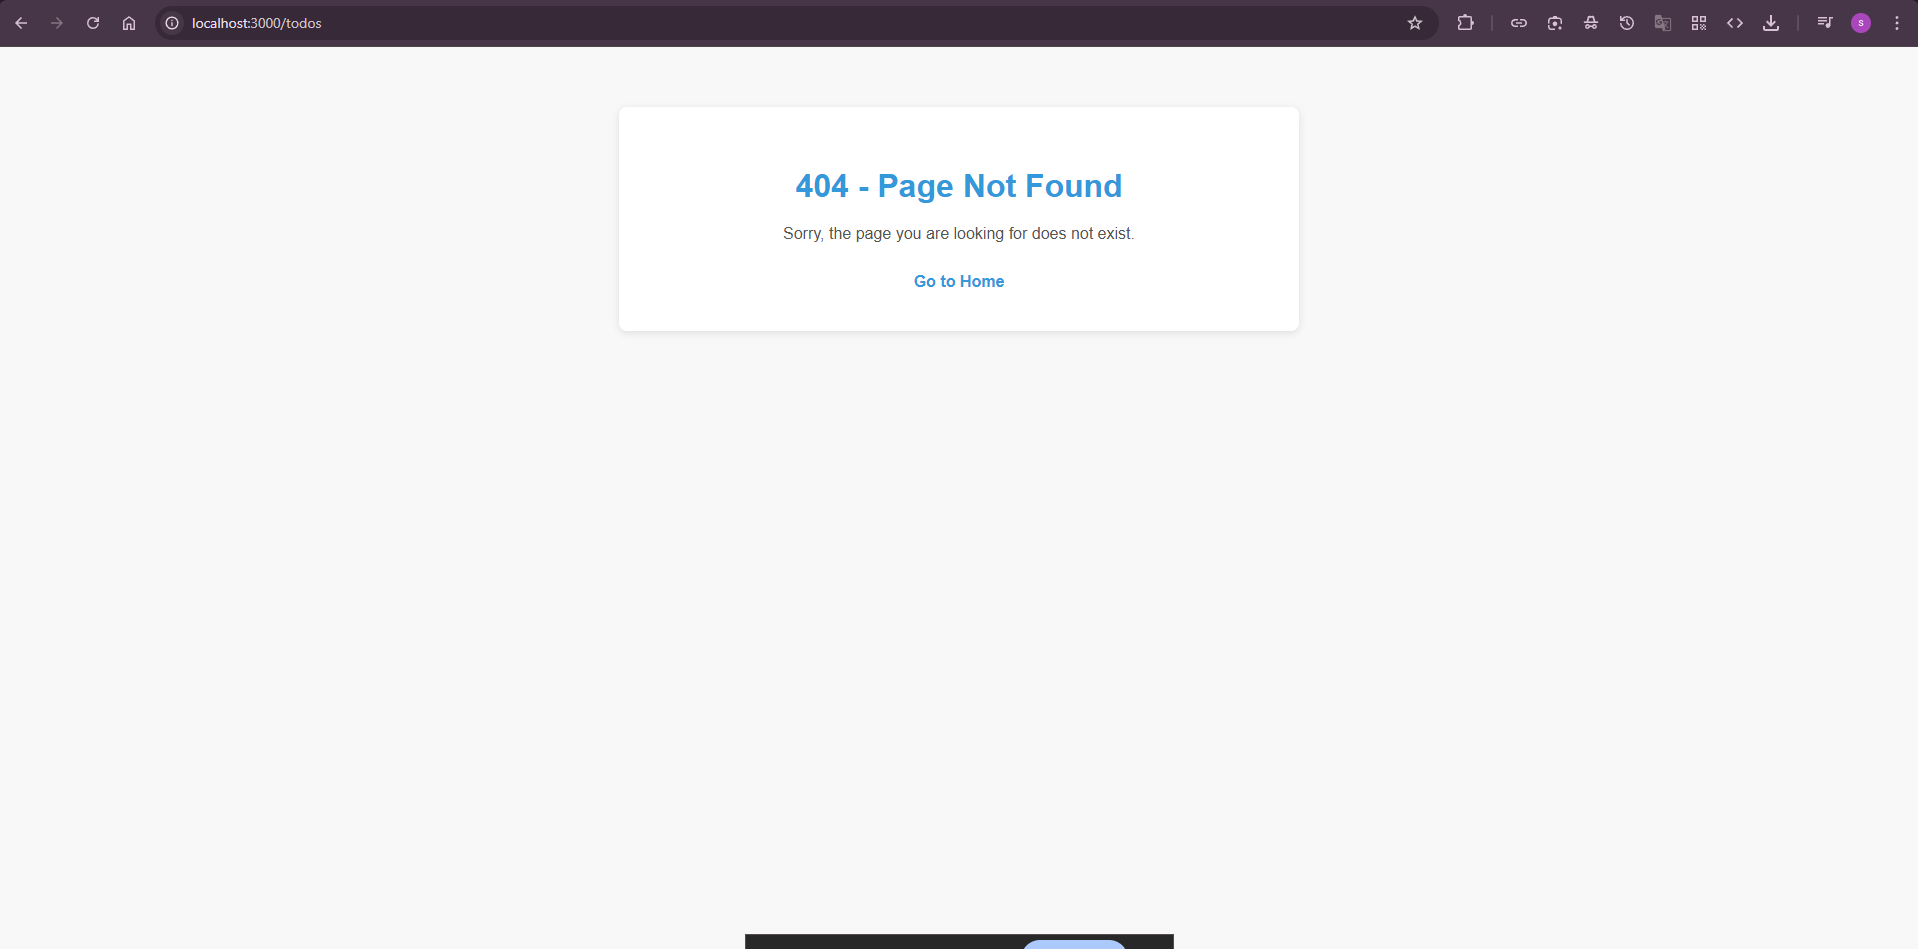 localhost:3000/todos
s
404 - Page Not Found
Sorry, the page you are looking for does not exist.
Go to Home